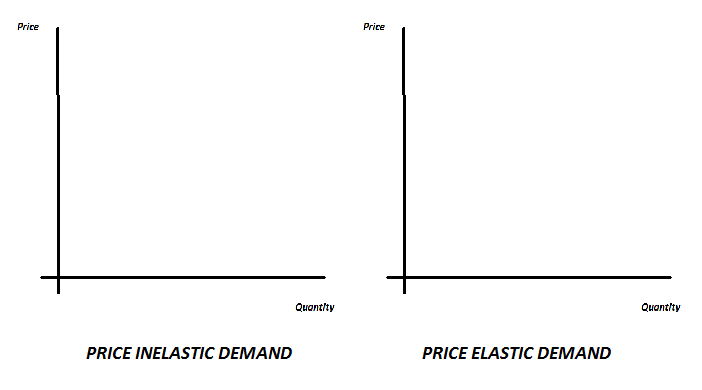 Price
Price
Quantity
Quantity
PRICE INELASTIC DEMAND
PRICE ELASTIC DEMAND